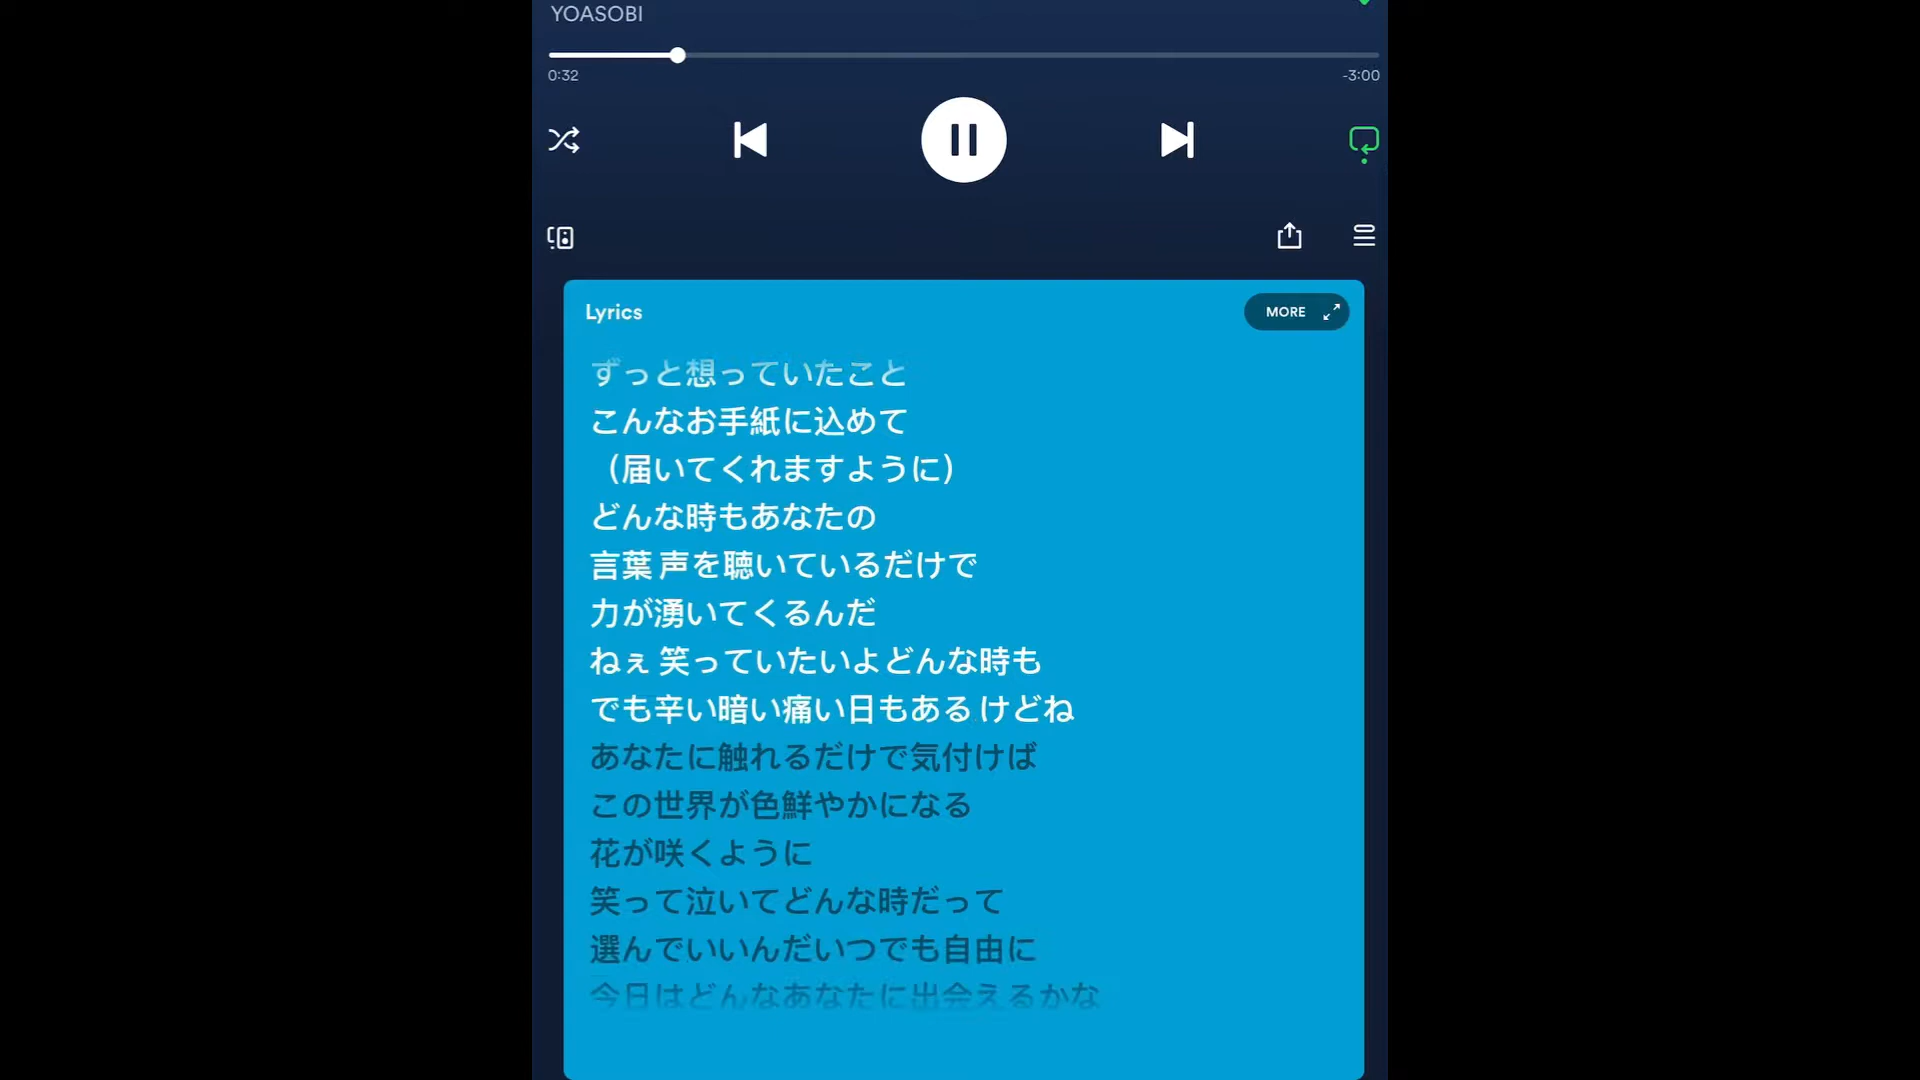 YOASOBI
0:32
-3:00
Lyrics
MORE
ずっと想っていたこと
こんなお手紙に込めて
（届いてくれますように）
どんな時もあなたの
言葉 声を聴いているだけで
力が湧いてくるんだ
ねぇ 笑っていたいよどんな時も
でも辛い暗い痛い日もある けどね
あなたに触れるだけで気付けば
この世界が色鮮やかになる
花が咲くように
笑って泣いてどんな時だって
選んでいいんだいつでも自由に
今日はどんなあなたに出会えるかな